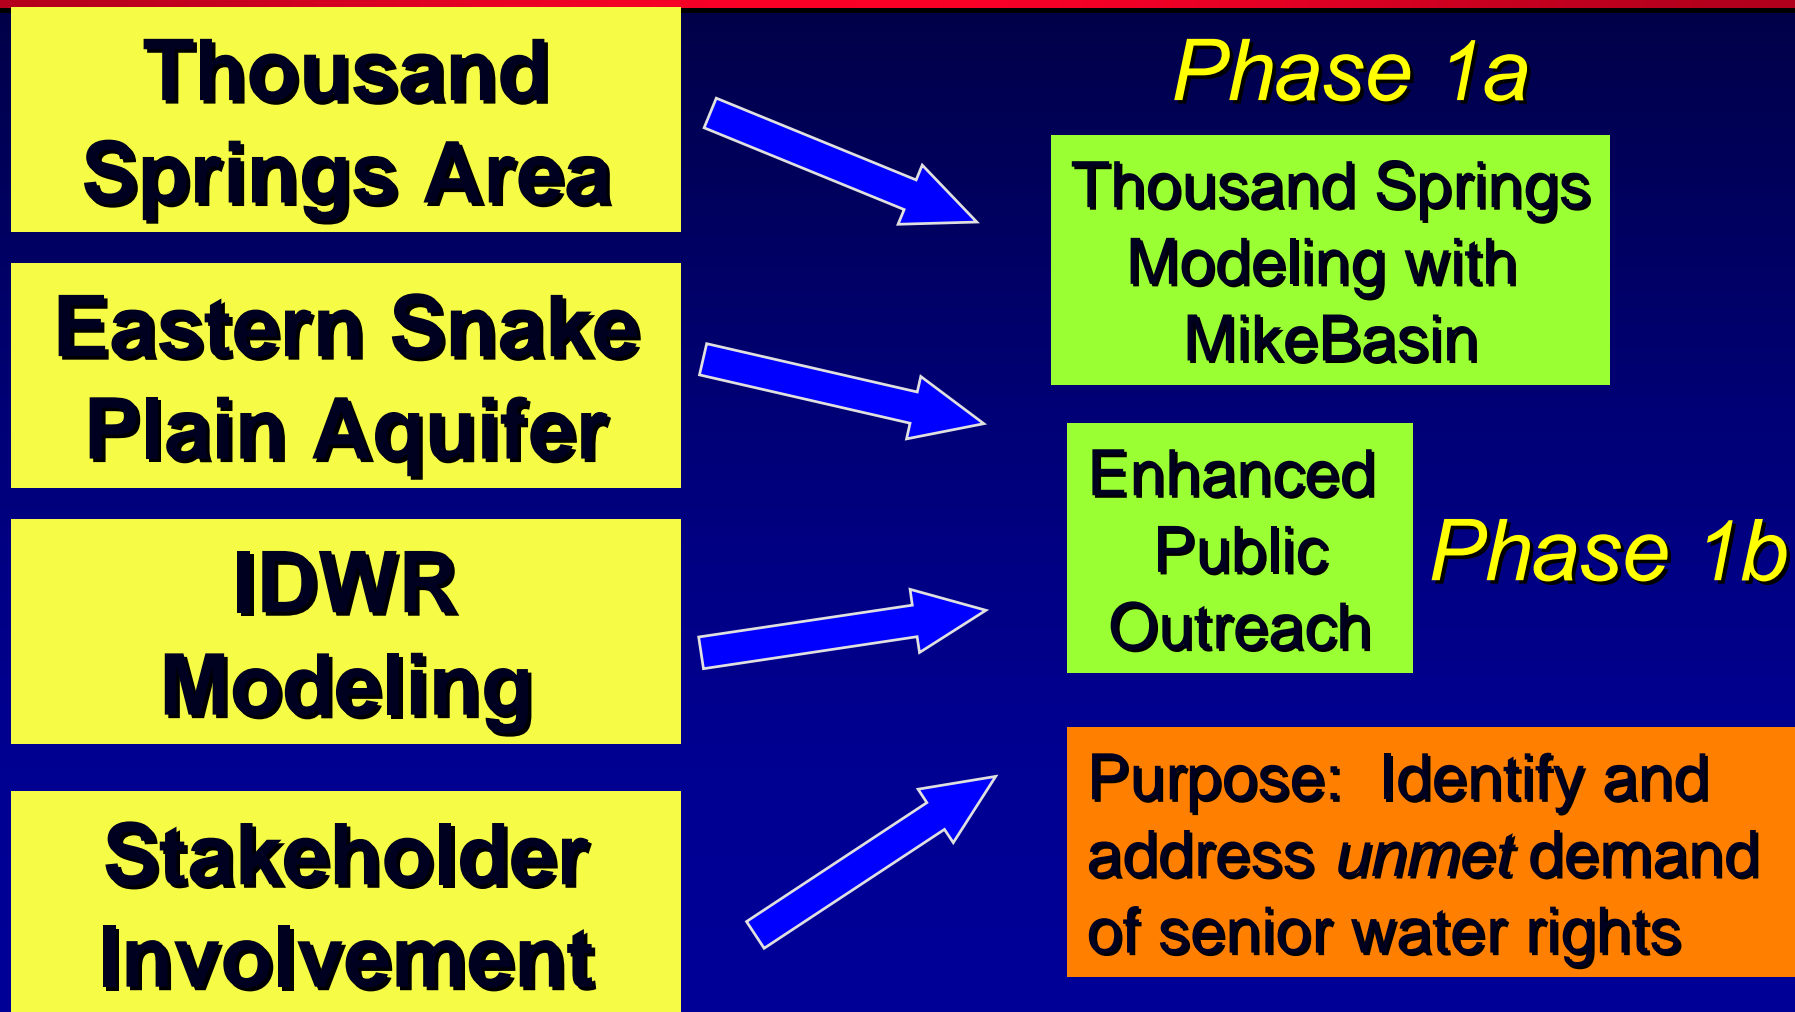 Thousand
Springs Area
Eastern Snake
Plain Aquifer
IDWR
Modeling
Stakeholder
Involvement
Phase 1a
Thousand Springs
Modeling with
MikeBasin
Enhanced
Public
Outreach
Phase 1b
Purpose:  Identify and
address unmet demand
of senior water rights